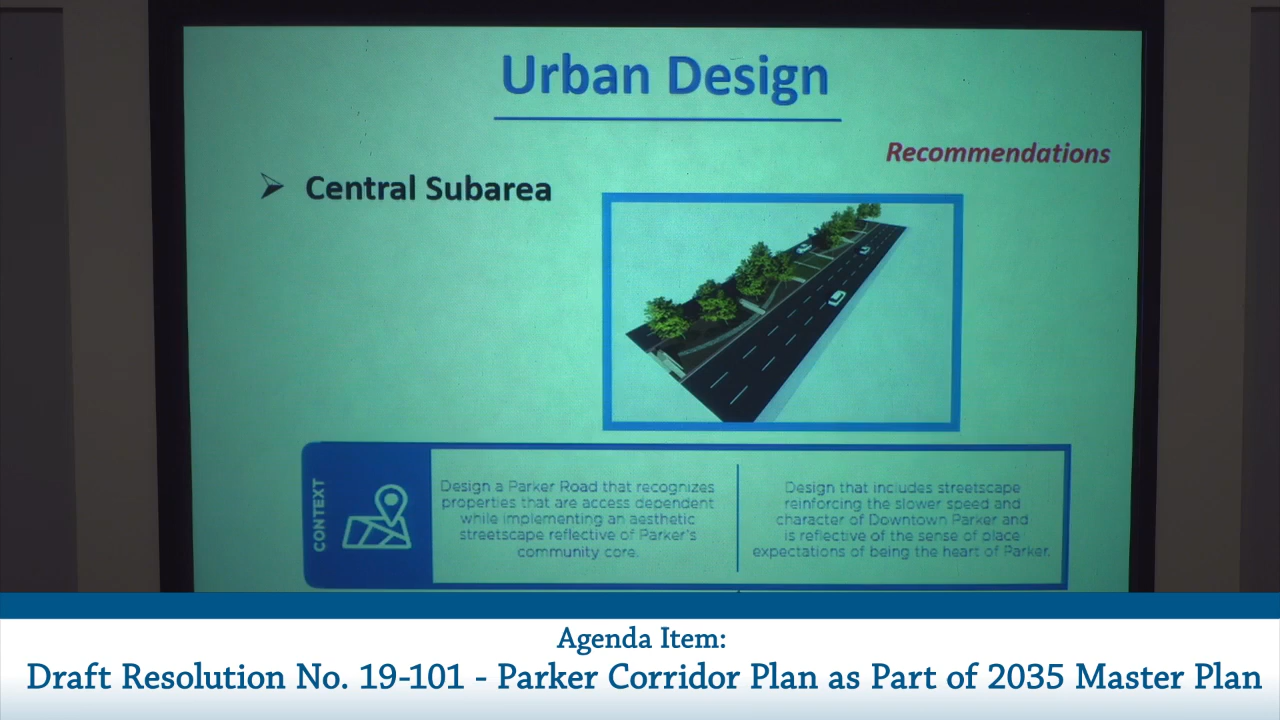 Urban Design
Recommendations
Central Subarea
CONTEXT
Design a Parker Road that recognizes
properties that are access dependent
while implementing an aesthetic
streetscape reflective of Parker's
community core.
Design that includes streetscape
reinforcing the slower speed and
character of Downtown Parker and
is reflective of the sense of place
expectations of being the heart of Parker.
Agenda Item:
Draft Resolution No. 19-101 - Parker Corridor Plan as Part of 2035 Master Plan